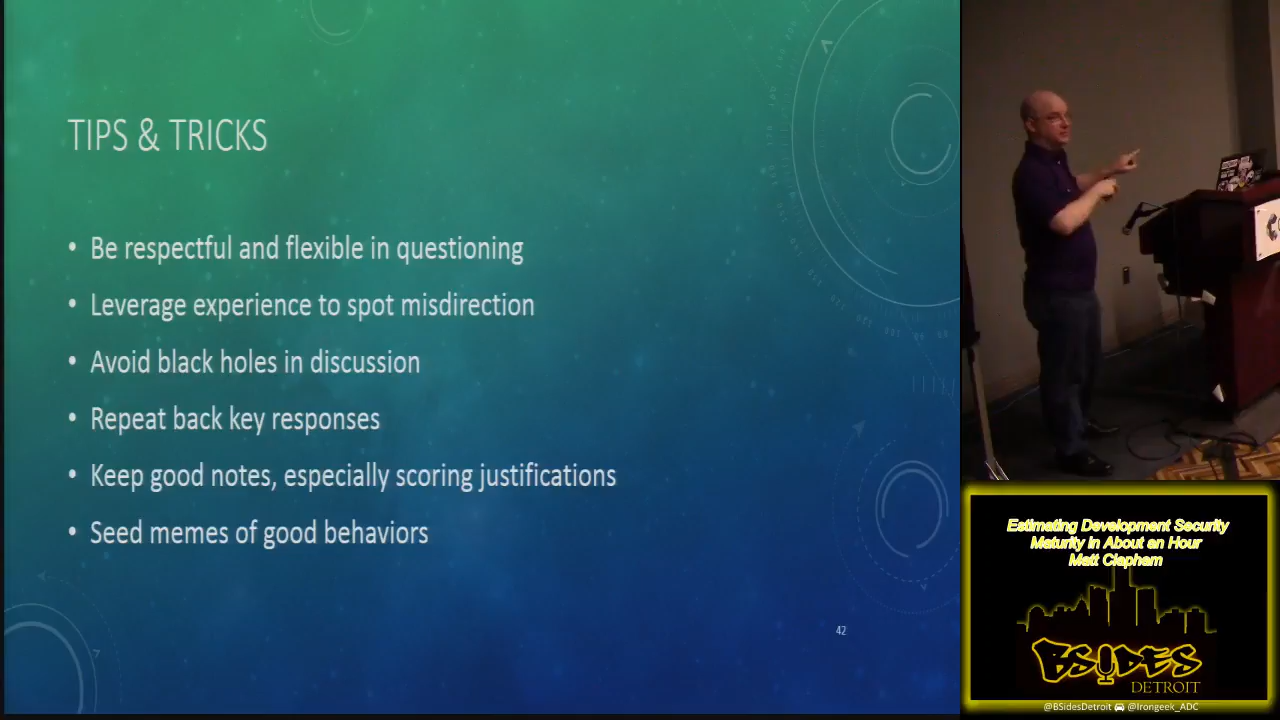 TIPS & TRICKS
• Be respectful and flexible in questioning
• Leverage experience to spot misdirection
• Avoid black holes in discussion
• Repeat back key responses
• Keep good notes, especially scoring justifications
• Seed memes of good behaviors
42
Estimating Development Security
Maturity in About an Hour
Matt Clapham
BSIDES
DETROIT
@BSidesDetroit @Irongeek_ADC